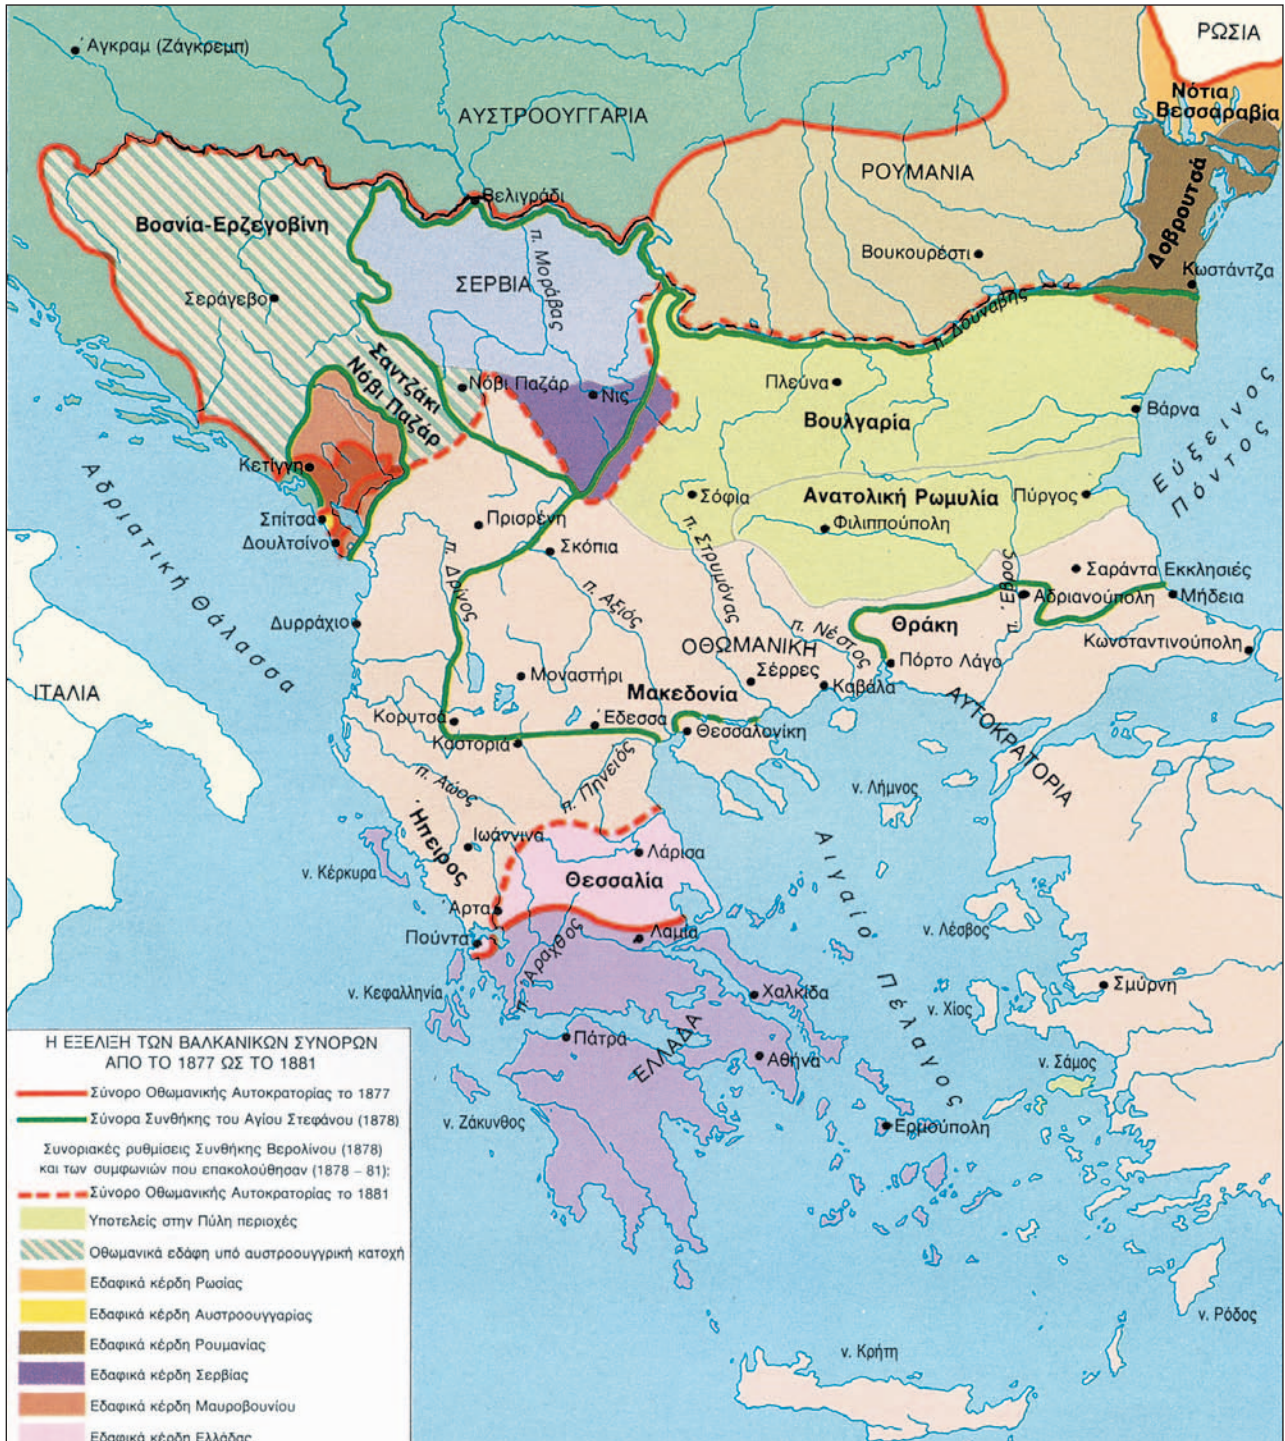 ΡΩΣΙΑ
Άγκραμ (Ζάγκρεμπ)
Νότια
Βεσσαραβία
ΑΥΣΤΡΟΟΥΓΓΑΡΙΑ
ΡΟΥΜΑΝΙΑ
Δοβρουτσά
Βελιγράδι
Βοσνία-Ερζεγοβίνη
π. Μοράβας
Βουκουρέστι
Κωστάντζα
ΣΕΡΒΙΑ
Σεράγεβο
π. Δούναβης
Σαντζάκι
Νόβι Παζάρ
Νόβι Παζάρ
Νις
Πλεύνα
Βάρνα
Βουλγαρία
Εύξεινος
Πόντος
Κετίγγη
Αδριατική Θάλασσα
Σόφια
Ανατολική Ρωμυλία
Πύργος
Σπίτσα
Πρισρένη
Φιλιππούπολη
Δουλτσίνο
Σκόπια
π. Δρίνος
π. Στρυμόνας
π. Έβρος
Σαράντα Εκκλησιές
π. Αξιός
Αδριανούπολη
Μήδεια
Δυρράχιο
Θράκη
π. Νέστος
ΟΘΩΜΑΝΙΚΗ
Κωνσταντινούπολη
ΙΤΑΛΙΑ
Μοναστήρι
Σέρρες
Πόρτο Λάγο
Μακεδονία
Καβάλα
ΑΥΤΟΚΡΑΤΟΡΙΑ
Κορυτσά
Έδεσσα
Θεσσαλονίκη
Καστοριά
π. Αώος
π. Πηνειός
ν. Λήμνος
Ήπειρος
Ιωάννινα
Λάρισα
Αιγαίο Πέλαγος
ν. Κέρκυρα
Θεσσαλία
Άρτα
Λαμία
ν. Λέσβος
Πούντα
π. Αραχθος
ν. Κεφαλληνία
Χαλκίδα
ν. Χίος
Σμύρνη
ΕΛΛΑΔΑ
Πάτρα
Αθήνα
ν. Σάμος
ν. Ζάκυνθος
Ερμούπολη
ν. Ρόδος
ν. Κρήτη
Η ΕΞΕΛΙΞΗ ΤΩΝ ΒΑΛΚΑΝΙΚΩΝ ΣΥΝΟΡΩΝ
ΑΠΟ ΤΟ 1877 ΩΣ ΤΟ 1881
Σύνορο Οθωμανικής Αυτοκρατορίας το 1877
Σύνορα Συνθήκης του Αγίου Στεφάνου (1878)
Συνοριακές ρυθμίσεις Συνθήκης Βερολίνου (1878)
και των συμφωνιών που επακολούθησαν (1878 – 81):
Σύνορο Οθωμανικής Αυτοκρατορίας το 1881
Υποτελείς στην Πύλη περιοχές
Οθωμανικά εδάφη υπό αυστροουγγρική κατοχή
Εδαφικά κέρδη Ρωσίας
Εδαφικά κέρδη Αυστροουγγαρίας
Εδαφικά κέρδη Ρουμανίας
Εδαφικά κέρδη Σερβίας
Εδαφικά κέρδη Μαυροβουνίου
Εδαφικά κέρδη Ελλάδας